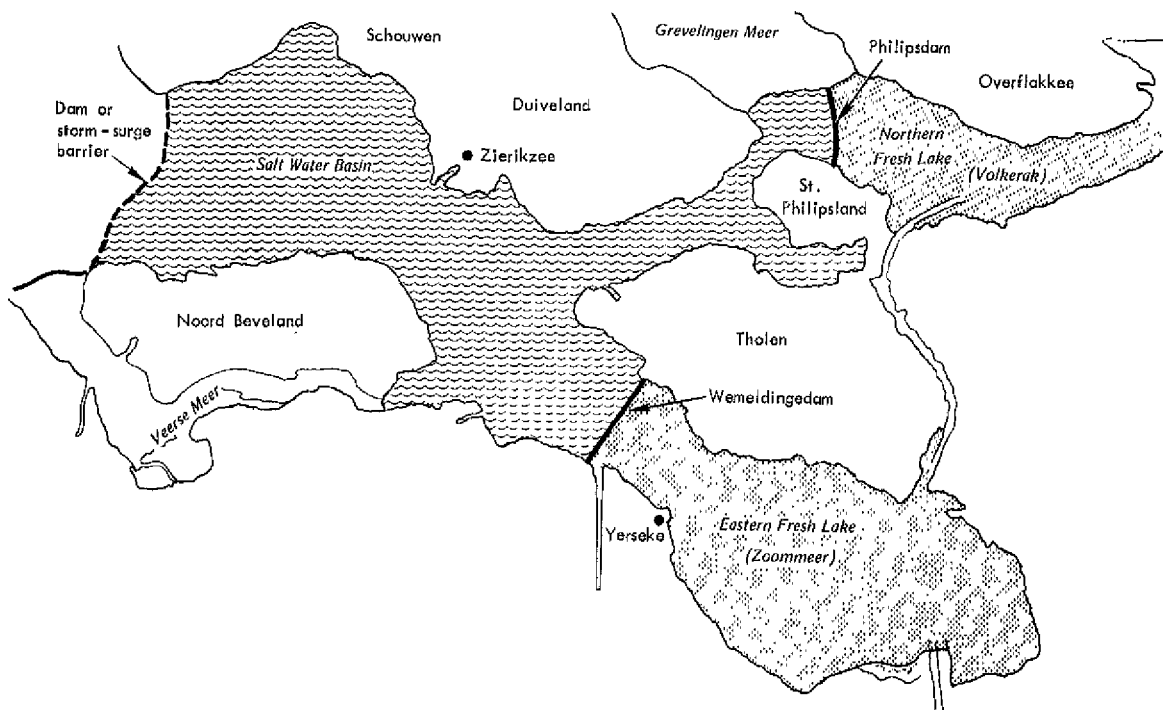 Schouwen
Grevelingen Meer
Philipsdam
Overflakkee
Dam or
storm-surge
barrier
Duiveland
Northern
Fresh Lake
(Volkerak)
Salt Water Basin
Zierikzee
St.
Philipsland
Noord Beveland
Tholen
Wemeldingedam
Veerse Meer
Yerseke
Eastern Fresh Lake
(Zoommeer)